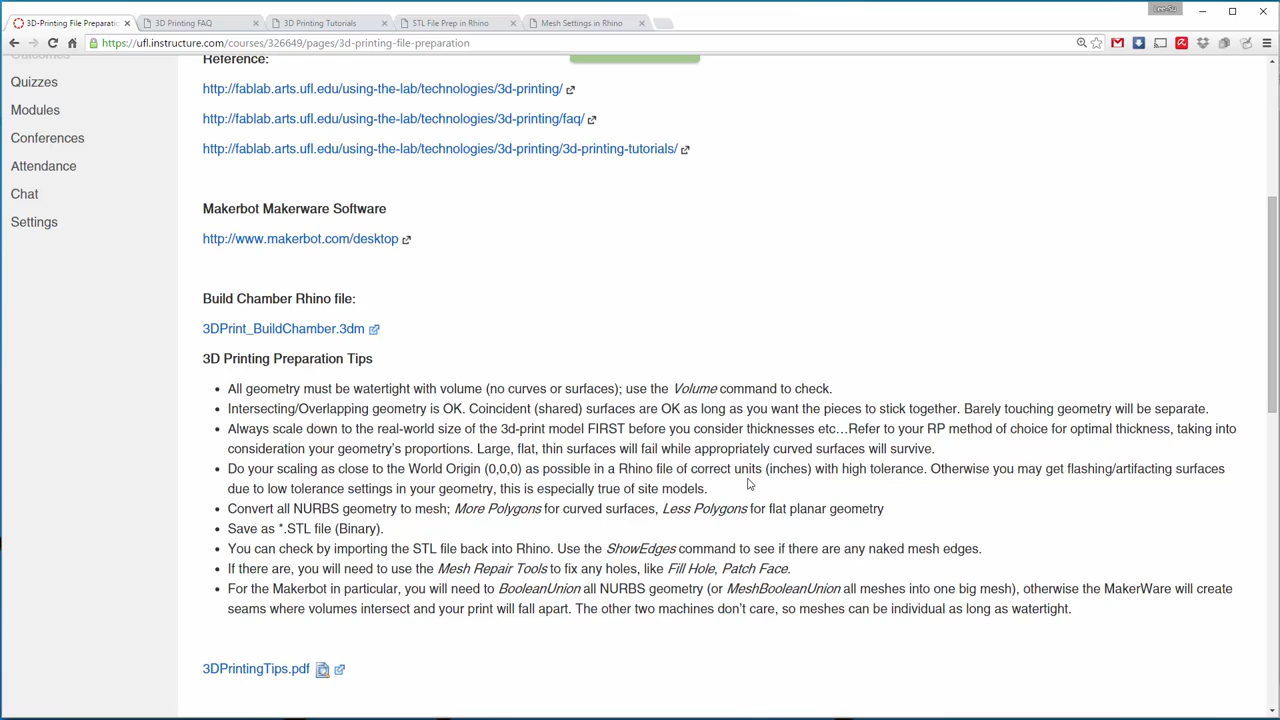 Lee-Su
3D-Printing File Preparatio
3D Printing FAQ
3D Printing Tutorials
STL File Prep in Rhino
Mesh Settings in Rhino
https://ufl.instructure.com/courses/326649/pages/3d-printing-file-preparation
Outcomes
Quizzes
Modules
Conferences
Attendance
Chat
Settings
Reference:
http://fablab.arts.ufl.edu/using-the-lab/technologies/3d-printing/
http://fablab.arts.ufl.edu/using-the-lab/technologies/3d-printing/faq/
http://fablab.arts.ufl.edu/using-the-lab/technologies/3d-printing/3d-printing-tutorials/
Makerbot Makerware Software
http://www.makerbot.com/desktop
Build Chamber Rhino file:
3DPrint_BuildChamber.3dm
3D Printing Preparation Tips
• All geometry must be watertight with volume (no curves or surfaces); use the Volume command to check.
• Intersecting/Overlapping geometry is OK. Coincident (shared) surfaces are OK as long as you want the pieces to stick together. Barely touching geometry will be separate.
• Always scale down to the real-world size of the 3d-print model FIRST before you consider thicknesses etc…Refer to your RP method of choice for optimal thickness, taking into
consideration your geometry's proportions. Large, flat, thin surfaces will fail while appropriately curved surfaces will survive.
• Do your scaling as close to the World Origin (0,0,0) as possible in a Rhino file of correct units (inches) with high tolerance. Otherwise you may get flashing/artifacting surfaces
due to low tolerance settings in your geometry, this is especially true of site models.
• Convert all NURBS geometry to mesh; More Polygons for curved surfaces, Less Polygons for flat planar geometry
• Save as *.STL file (Binary).
• You can check by importing the STL file back into Rhino. Use the ShowEdges command to see if there are any naked mesh edges.
• If there are, you will need to use the Mesh Repair Tools to fix any holes, like Fill Hole, Patch Face.
• For the Makerbot in particular, you will need to BooleanUnion all NURBS geometry (or MeshBooleanUnion all meshes into one big mesh), otherwise the MakerWare will create
seams where volumes intersect and your print will fall apart. The other two machines don't care, so meshes can be individual as long as watertight.
3DPrintingTips.pdf